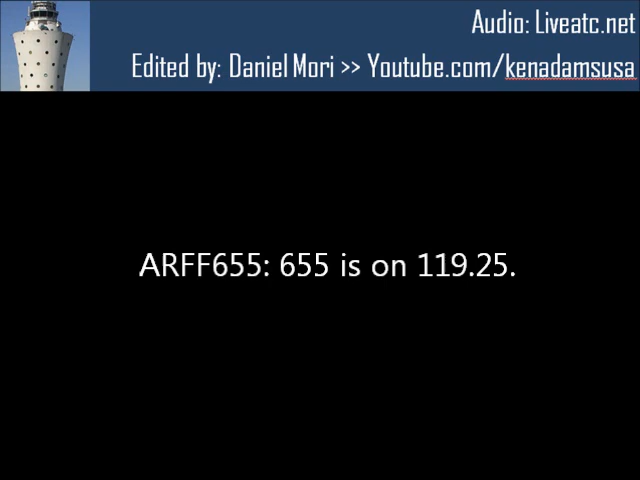 Audio: Liveatc.net
Edited by: Daniel Mori >> Youtube.com/kenadamsusa
ARFF655: 655 is on 119.25.